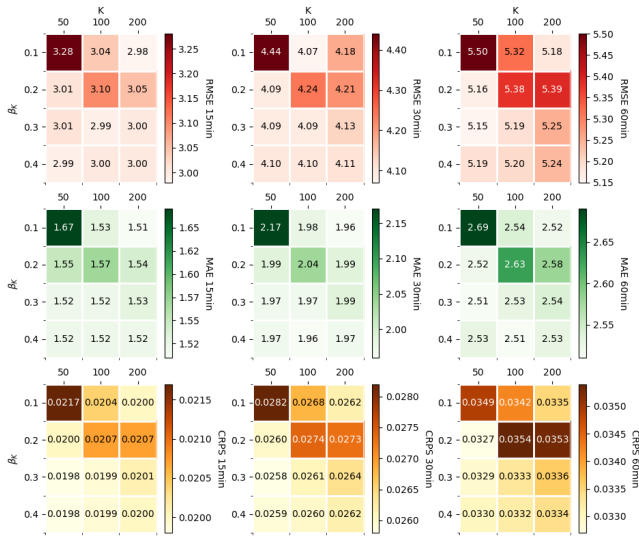 K K K
50 100 200 50 100 200 50 100 200
0.1 3.28 3.04 2.98 0.1 4.44 4.07 4.18 0.1 5.50 5.32 5.18
0.2 3.01 3.10 3.05 0.2 4.09 4.24 4.21 0.2 5.16 5.38 5.39
0.3 3.01 2.99 3.00 0.3 4.09 4.09 4.13 0.3 5.15 5.19 5.25
0.4 2.99 3.00 3.00 0.4 4.10 4.10 4.11 0.4 5.19 5.20 5.24
βK
3.25 3.20 3.15 3.10 3.05 3.00
RMSE 15min
4.40 4.30 4.20 4.10
RMSE 30min
5.50 5.45 5.40 5.35 5.30 5.25 5.20 5.15
RMSE 60min
50 100 200 50 100 200 50 100 200
0.1 1.67 1.53 1.51 0.1 2.17 1.98 1.96 0.1 2.69 2.54 2.52
0.2 1.55 1.57 1.54 0.2 1.99 2.04 1.99 0.2 2.52 2.63 2.58
0.3 1.52 1.52 1.53 0.3 1.97 1.97 1.99 0.3 2.51 2.53 2.54
0.4 1.52 1.52 1.52 0.4 1.97 1.96 1.97 0.4 2.53 2.51 2.53
βK
1.65 1.62 1.60 1.57 1.55 1.52
MAE 15min
2.15 2.10 2.05 2.00
MAE 30min
2.65 2.60 2.55
MAE 60min
50 100 200 50 100 200 50 100 200
0.1 0.0217 0.0204 0.0200 0.1 0.0282 0.0268 0.0262 0.1 0.0349 0.0342 0.0335
0.2 0.0200 0.0207 0.0207 0.2 0.0260 0.0274 0.0273 0.2 0.0327 0.0354 0.0353
0.3 0.0198 0.0199 0.0201 0.3 0.0258 0.0261 0.0264 0.3 0.0329 0.0333 0.0336
0.4 0.0198 0.0199 0.0200 0.4 0.0259 0.0260 0.0262 0.4 0.0330 0.0332 0.0334
βK
0.0215 0.0210 0.0205 0.0200
CRPS 15min
0.0280 0.0275 0.0270 0.0265 0.0260
CRPS 30min
0.0350 0.0345 0.0340 0.0335 0.0330
CRPS 60min